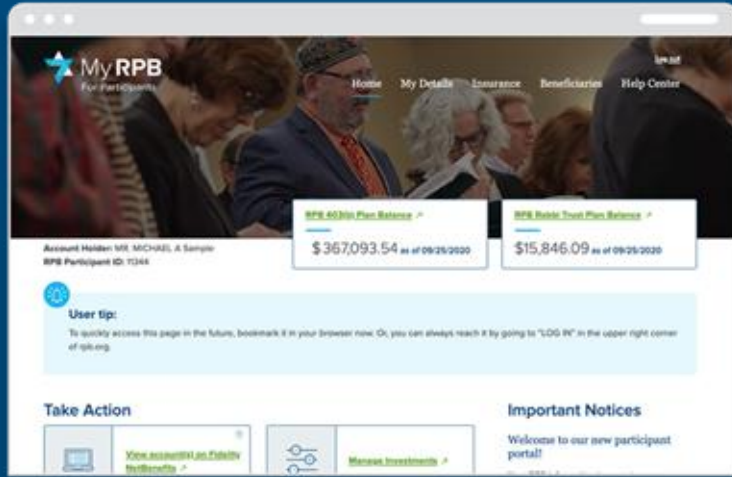 My RPB
For Participants
Log out
Home My Details Insurance Beneficiaries Help Center
RPB 403(b) Plan Balance ↗
$367,093.54 as of 09/25/2020
RPB Rabbi Trust Plan Balance ↗
$15,846.09 as of 09/25/2020
Account Holder: MR. MICHAEL A Sample
RPB Participant ID: 11344
User tip:
To quickly access this page in the future, bookmark it in your browser now. Or, you can always reach it by going to "LOG IN" in the upper right corner
of rpb.org.
Take Action
View account(s) on Fidelity
NetBenefits ↗
Manage Investments ↗
Important Notices
Welcome to our new participant
portal!